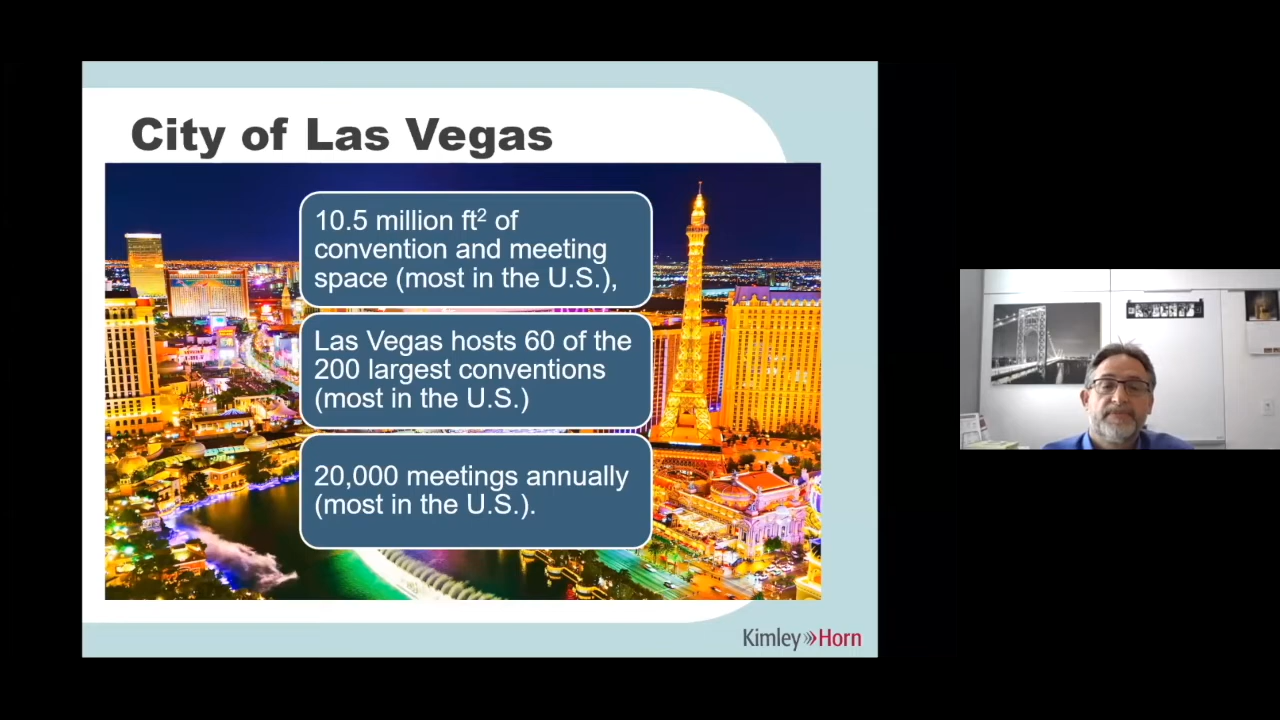 City of Las Vegas
10.5 million ft² of
convention and meeting
space (most in the U.S.),
Las Vegas hosts 60 of the
200 largest conventions
(most in the U.S.)
20,000 meetings annually
(most in the U.S.).
Kimley»Horn